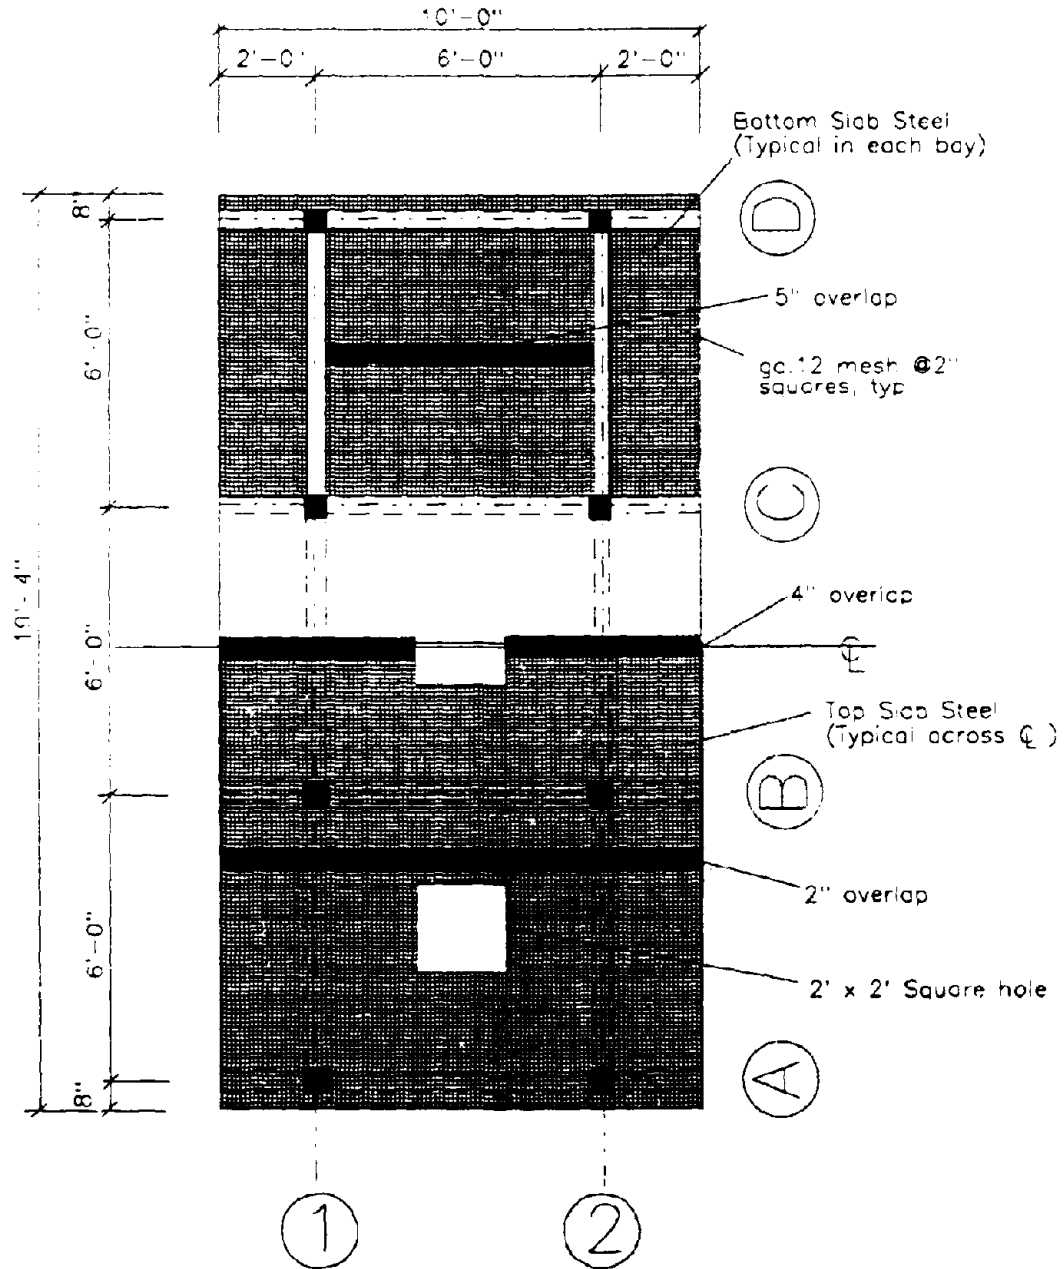 10'-0"
2'-0"
6'-0"
2'-0"
Bottom Slab Steel
(Typical in each bay)
8"
D
5" overlap
6'-0"
ga.12 mesh @2"
squares, typ
C
19'-4"
4" overlap
℄
6'-0"
Top Slab Steel
(Typical across ℄ )
B
2" overlap
6'-0"
2' x 2' Square hole
A
8"
1
2